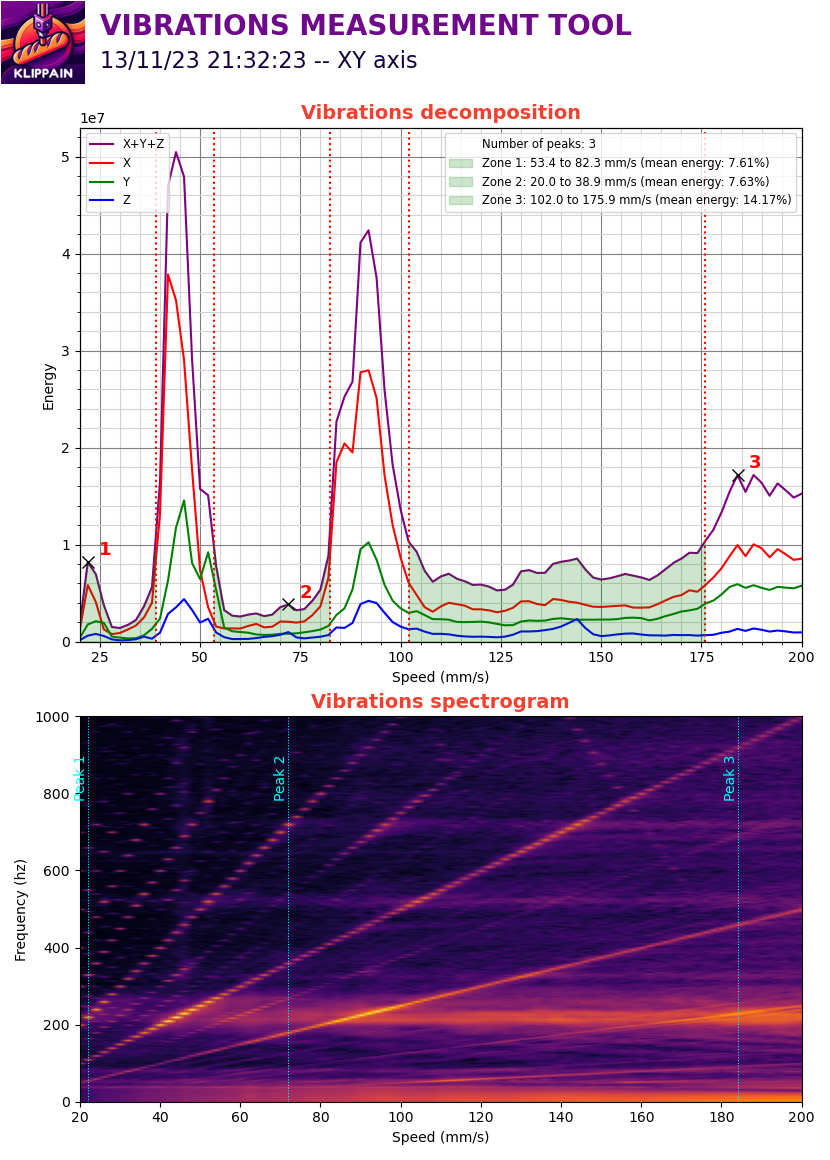 KLIPPAIN
VIBRATIONS MEASUREMENT TOOL
13/11/23 21:32:23 -- XY axis
Vibrations decomposition
1e7
X+Y+Z
X
Y
Z
Number of peaks: 3
Zone 1: 53.4 to 82.3 mm/s (mean energy: 7.61%)
Zone 2: 20.0 to 38.9 mm/s (mean energy: 7.63%)
Zone 3: 102.0 to 175.9 mm/s (mean energy: 14.17%)
5
4
3
2
1
0
Energy
1
2
3
25 50 75 100 125 150 175 200
Speed (mm/s)
Vibrations spectrogram
1000
800
600
400
200
0
Frequency (hz)
Peak 1
Peak 2
Peak 3
20 40 60 80 100 120 140 160 180 200
Speed (mm/s)